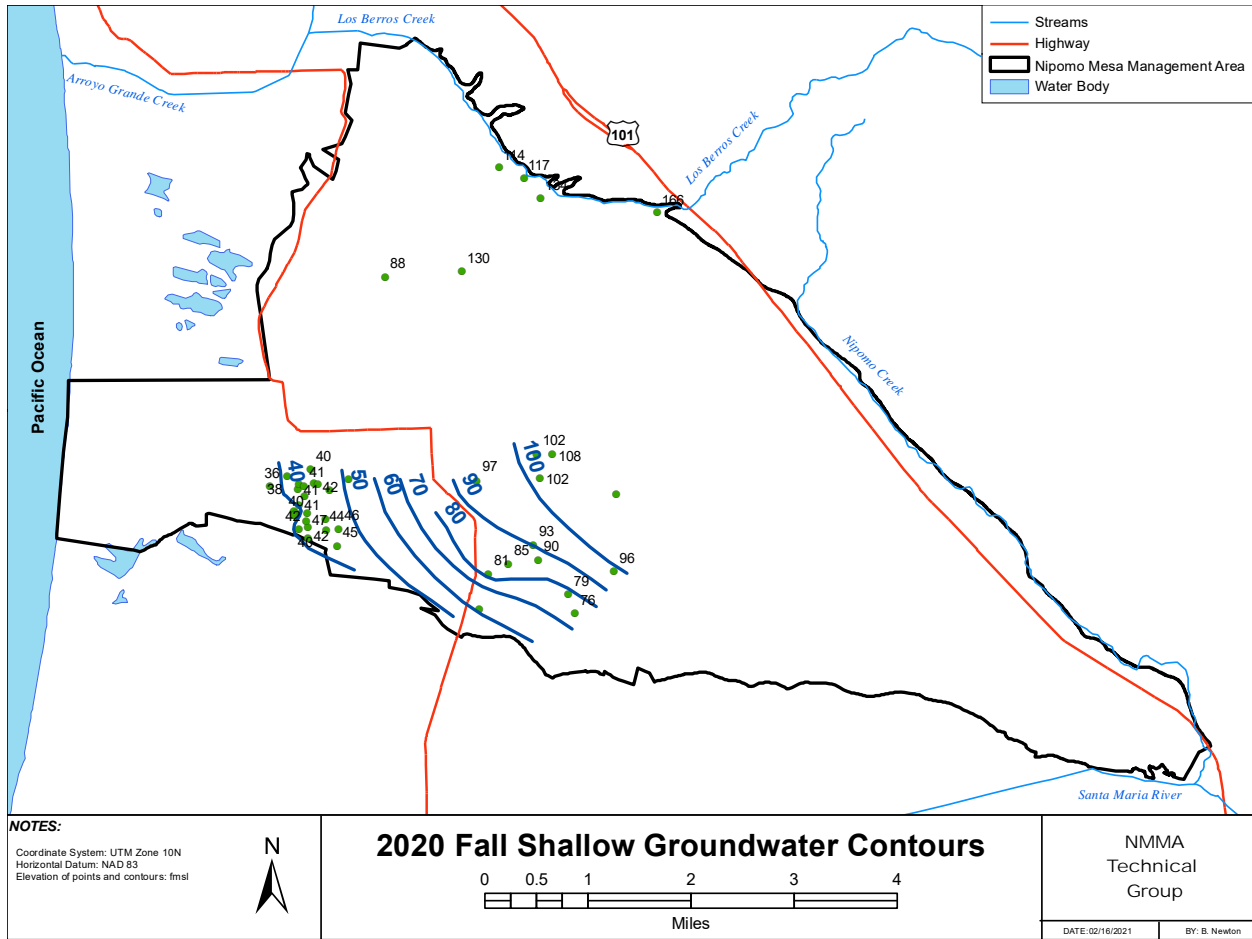 Los Berros Creek
Streams
Highway
Nipomo Mesa Management Area
Water Body
Arroyo Grande Creek
101
Los Berros Creek
114
117
166
130
88
Pacific Ocean
Nipomo Creek
102
108
100
102
97
90
80
70
60
50
40
40
36
41
38
41
42
40
41
42
47
44
46
45
42
40
93
90
85
81
96
79
76
Santa Maria River
NOTES:
Coordinate System: UTM Zone 10N
Horizontal Datum: NAD 83
Elevation of points and contours: fmsl
N
2020 Fall Shallow Groundwater Contours
0 0.5 1 2 3 4
Miles
NMMA
Technical
Group
DATE:02/16/2021
BY: B. Newton